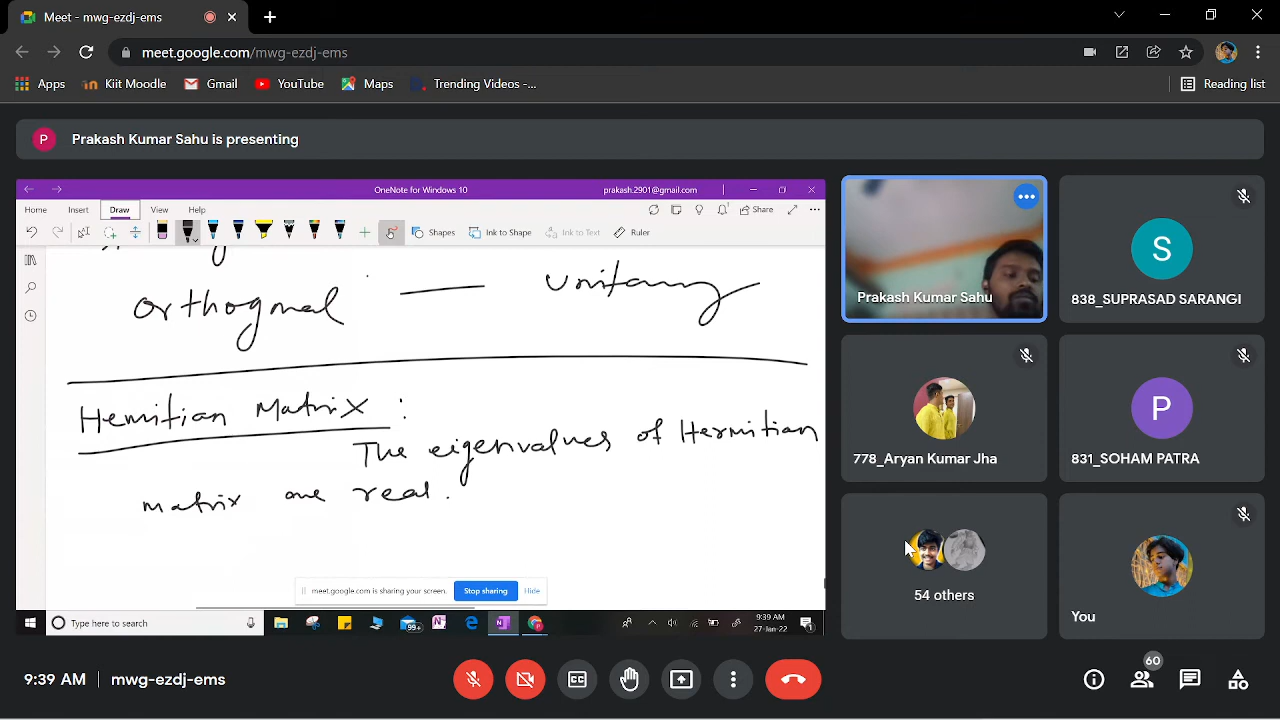 Meet - mwg-ezdj-ems
meet.google.com/mwg-ezdj-ems
Apps Kiit Moodle Gmail YouTube Maps Trending Videos -... Reading list
P Prakash Kumar Sahu is presenting
OneNote for Windows 10 prakash.2901@gmail.com
Home Insert Draw View Help Share
Shapes Ink to Shape Ink to Text Ruler
orthogonal — Unitary
Hemitian Matrix :
The eigenvalues of Hermitian
matrix are real.
meet.google.com is sharing your screen. Stop sharing Hide
Type here to search 99+ 9:39 AM
27-Jan-22 1
Prakash Kumar Sahu
S
838_SUPRASAD SARANGI
778_Aryan Kumar Jha
P
831_SOHAM PATRA
54 others
You
9:39 AM | mwg-ezdj-ems CC 60